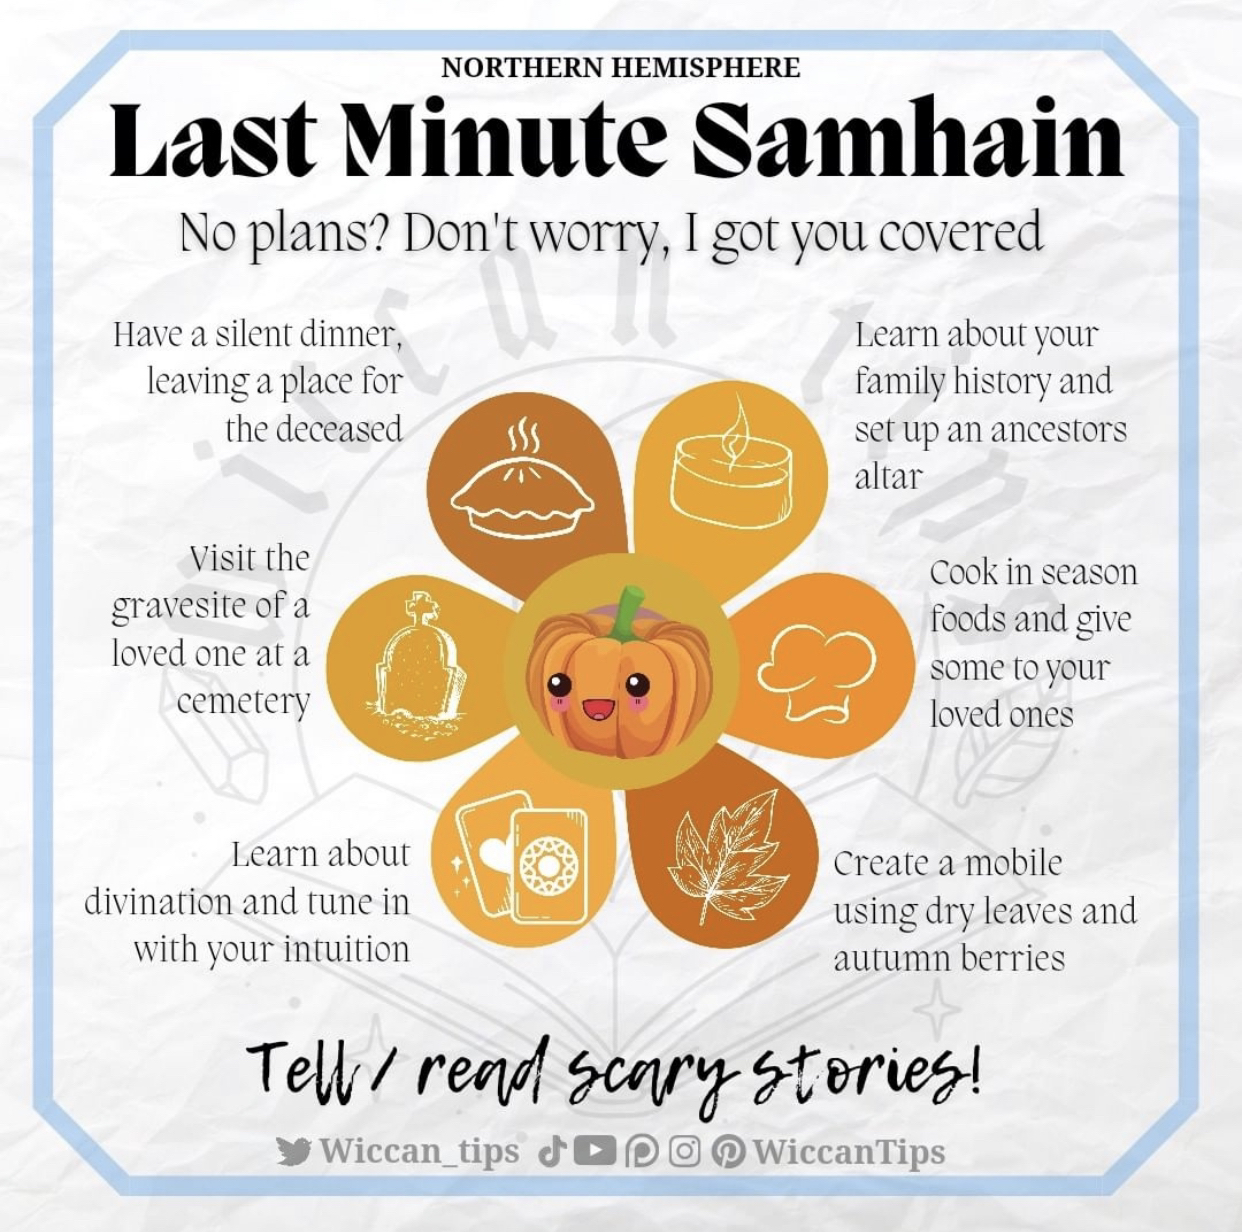 NORTHERN HEMISPHERE
Last Minute Samhain
No plans? Don't worry, I got you covered
Have a silent dinner,
leaving a place for
the deceased
Learn about your
family history and
set up an ancestors
altar
Visit the
gravesite of a
loved one at a
cemetery
Cook in season
foods and give
some to your
loved ones
Learn about
divination and tune in
with your intuition
Create a mobile
using dry leaves and
autumn berries
Tell / read scary stories!
Wiccan_tips WiccanTips
wiccan tips